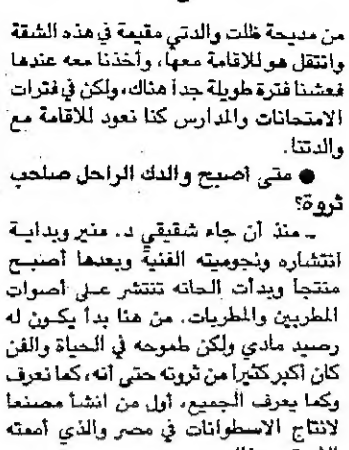 من مديحة ظلت والدتي مقيمة في هذه الشقة
وانتقل هو للاقامة معها، وأخذنا معه عندها
فعشنا فترة طويلة جدا هناك، ولكن في فترات
الامتحانات والمدارس كنا نعود للاقامة مع
والدتنا.
● متى أصبح والدك الراحل صاحب
ثروة؟
ـ منذ أن جاء شقيقي د. منير وبداية
انتشاره ونجوميته الفنية وبعدها أصبح
منتجا وبدأت الحانه تنتشر على أصوات
المطربين والمطربات. من هنا بدأ يكون له
رصيد مادي ولكن طموحه في الحياة والفن
كان أكبر كثيرا من ثروته حتى أنه، كما نعرف
وكما يعرف الجميع، أول من انشأ مصنعا
لانتاج الاسطوانات في مصر والذي أممته